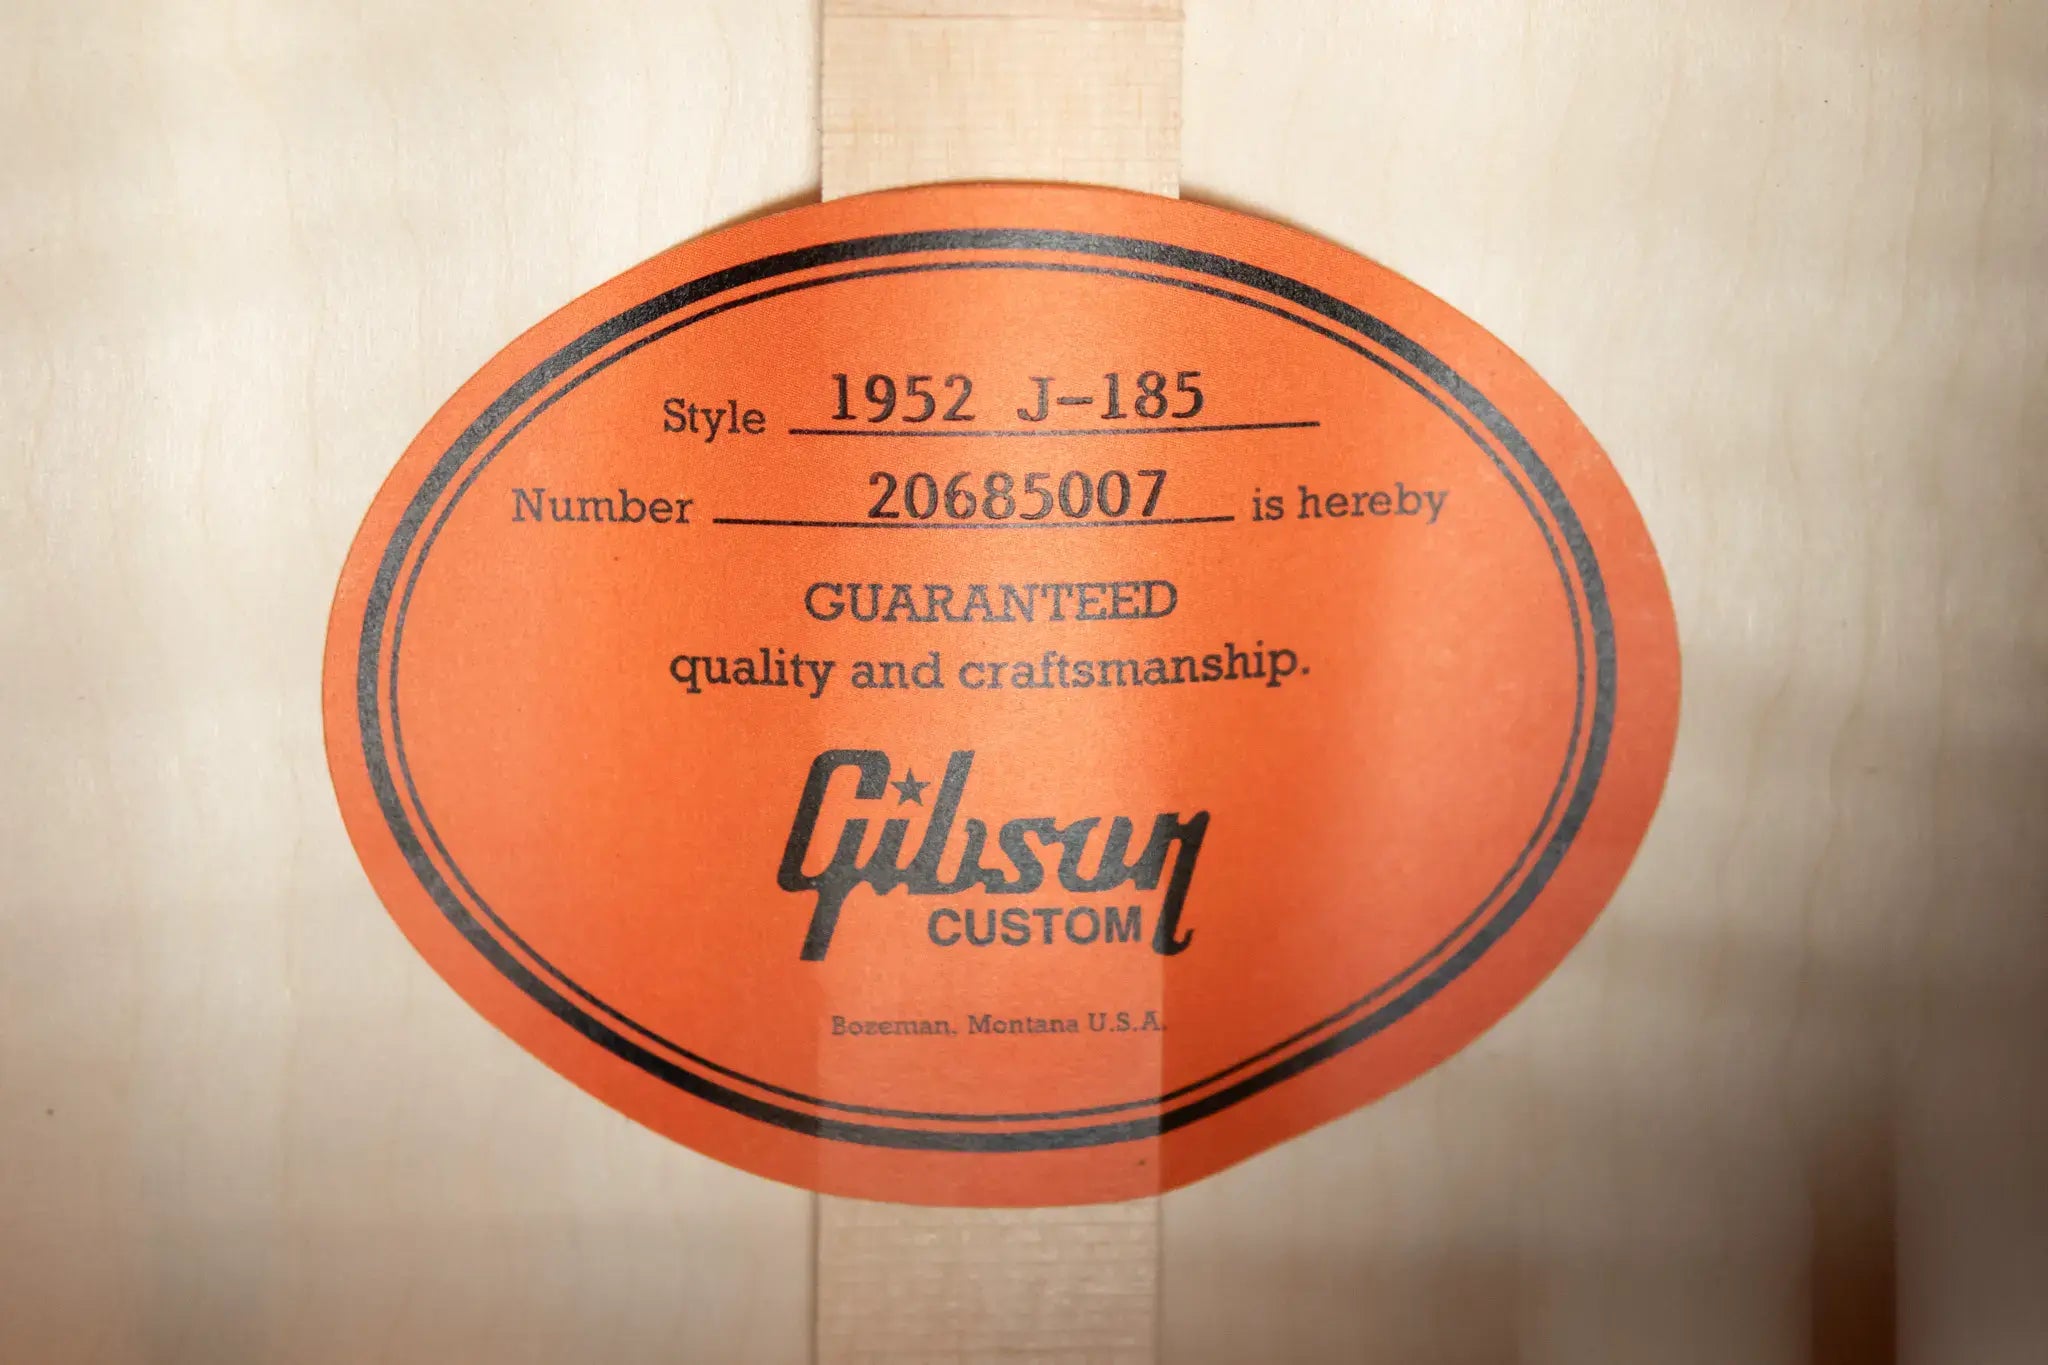 Style 1952 J-185
Number 20685007 is hereby
GUARANTEED
quality and craftsmanship.
Gibson
CUSTOM
Bozeman, Montana U.S.A.